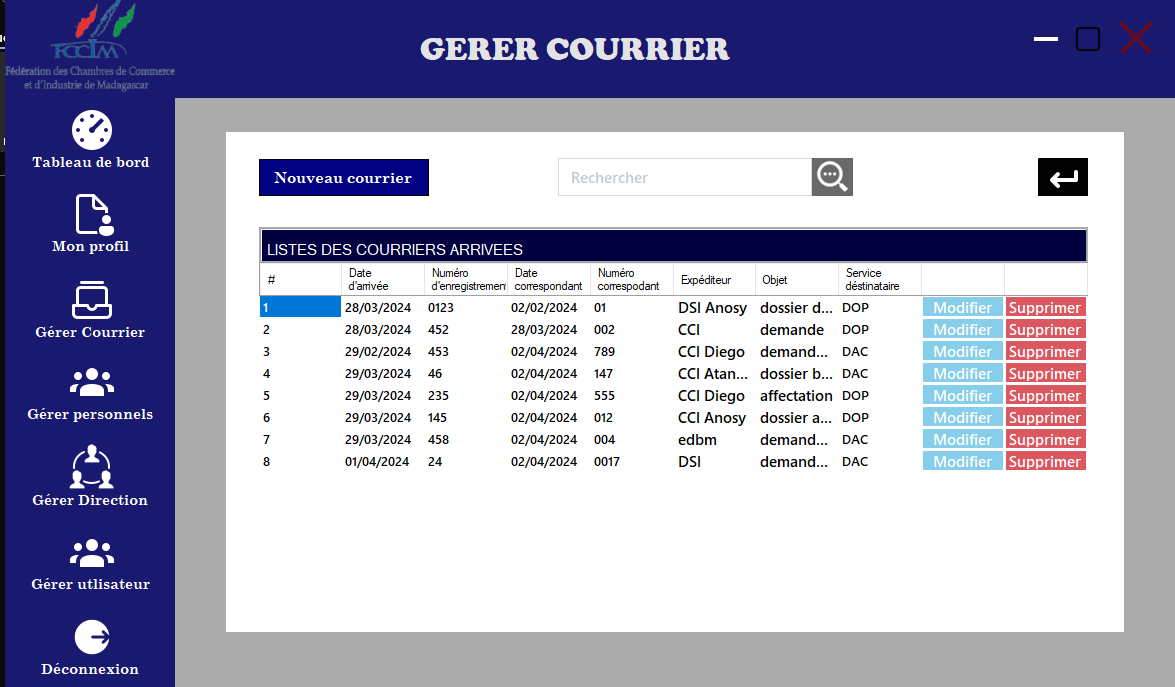 FCCIM
Fédération des Chambres de Commerce
et d'Industrie de Madagascar
GERER COURRIER
Tableau de bord
Mon profil
Gérer Courrier
Gérer personnels
Gérer Direction
Gérer utlisateur
Déconnexion
Nouveau courrier
Rechercher
LISTES DES COURRIERS ARRIVEES
# Date d'arrivée Numéro d'enregistrement Date correspondant Numéro correspodant Expéditeur Objet Service déstinataire
1 28/03/2024 0123 02/02/2024 01 DSI Anosy dossier d... DOP Modifier Supprimer
2 28/03/2024 452 28/03/2024 002 CCI demande DOP Modifier Supprimer
3 29/02/2024 453 02/04/2024 789 CCI Diego demand... DAC Modifier Supprimer
4 29/03/2024 46 02/04/2024 147 CCI Atan... dossier b... DAC Modifier Supprimer
5 29/03/2024 235 02/04/2024 555 CCI Diego affectation DOP Modifier Supprimer
6 29/03/2024 145 02/04/2024 012 CCI Anosy dossier a... DOP Modifier Supprimer
7 29/03/2024 458 02/04/2024 004 edbm demand... DAC Modifier Supprimer
8 01/04/2024 24 02/04/2024 0017 DSI demand... DAC Modifier Supprimer